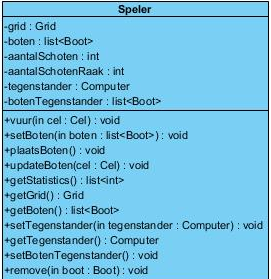 Speler
-grid : Grid
-boten : list<Boot>
-aantalSchoten : int
-aantalSchotenRaak : int
-tegenstander : Computer
-botenTegenstander : list<Boot>
+vuur(in cel : Cel) : void
+setBoten(in boten : list<Boot>) : void
+plaatsBoten() : void
+updateBoten(cel : Cel) : void
+getStatistics() : list<int>
+getGrid() : Grid
+getBoten() : list<Boot>
+setTegenstander(in tegenstander : Computer) : void
+getTegenstander() : Computer
+setBotenTegenstander() : void
+remove(in boot : Boot) : void